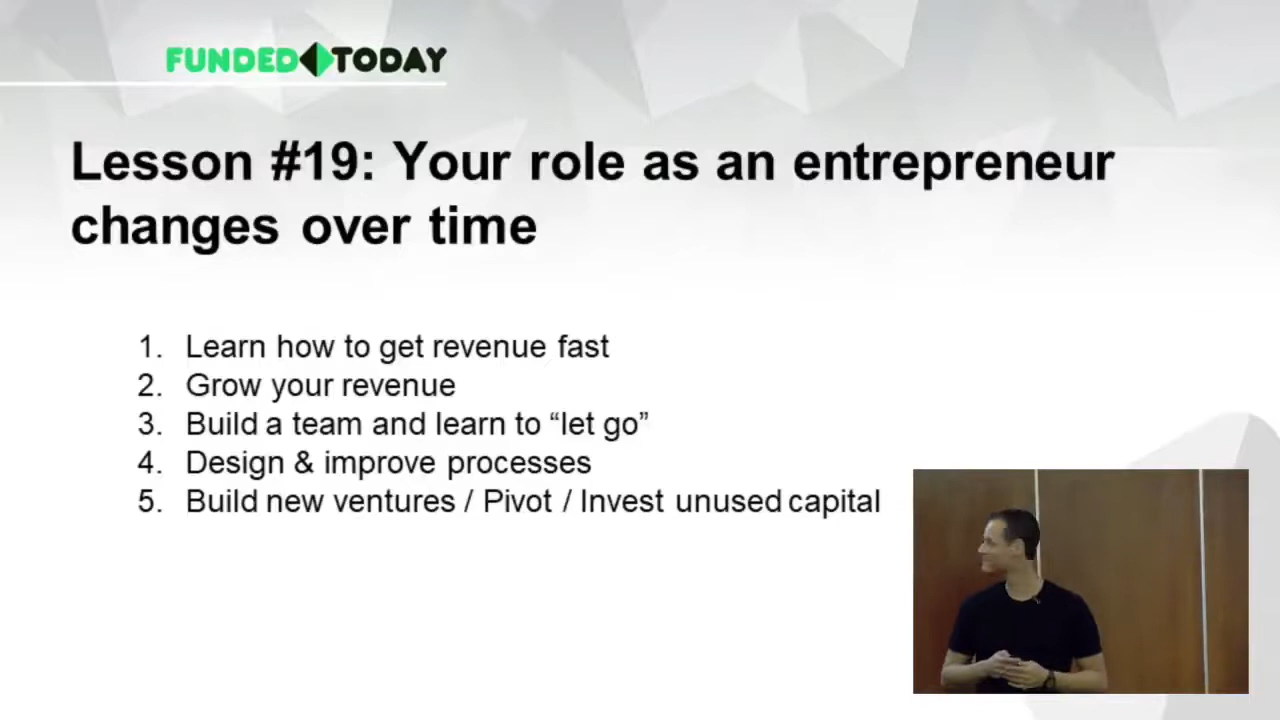 FUNDED TODAY
Lesson #19: Your role as an entrepreneur
changes over time
1. Learn how to get revenue fast
2. Grow your revenue
3. Build a team and learn to “let go”
4. Design & improve processes
5. Build new ventures / Pivot / Invest unused capital